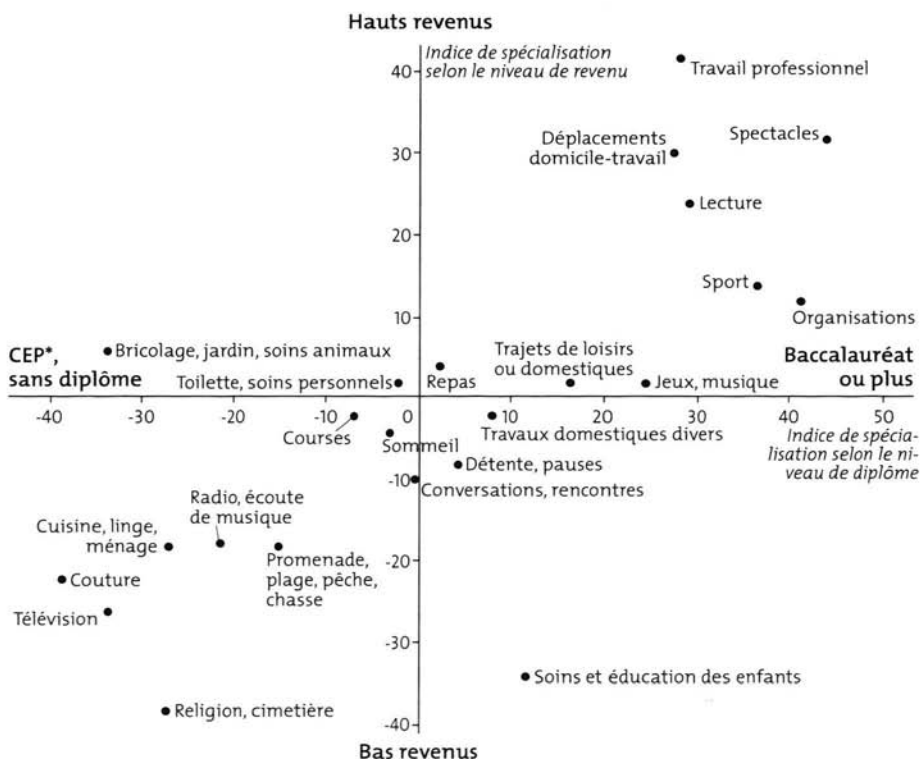 Hauts revenus
Indice de spécialisation
selon le niveau de revenu
40
Travail professionnel
Déplacements
domicile-travail
Spectacles
30
Lecture
20
Sport
Organisations
10
CEP*,
sans diplôme
Bricolage, jardin, soins animaux
Toilette, soins personnels
Repas
Trajets de loisirs
ou domestiques
Jeux, musique
Baccalauréat
ou plus
-40
-30
-20
-10
0
10
20
30
40
50
Courses
Sommeil
Travaux domestiques divers
Indice de spécia-
lisation selon le ni-
veau de diplôme
Détente, pauses
-10
Conversations, rencontres
Radio, écoute
de musique
Cuisine, linge,
ménage
Promenade,
plage, pêche,
chasse
-20
Couture
Télévision
-30
Soins et éducation des enfants
Religion, cimetière
-40
Bas revenus